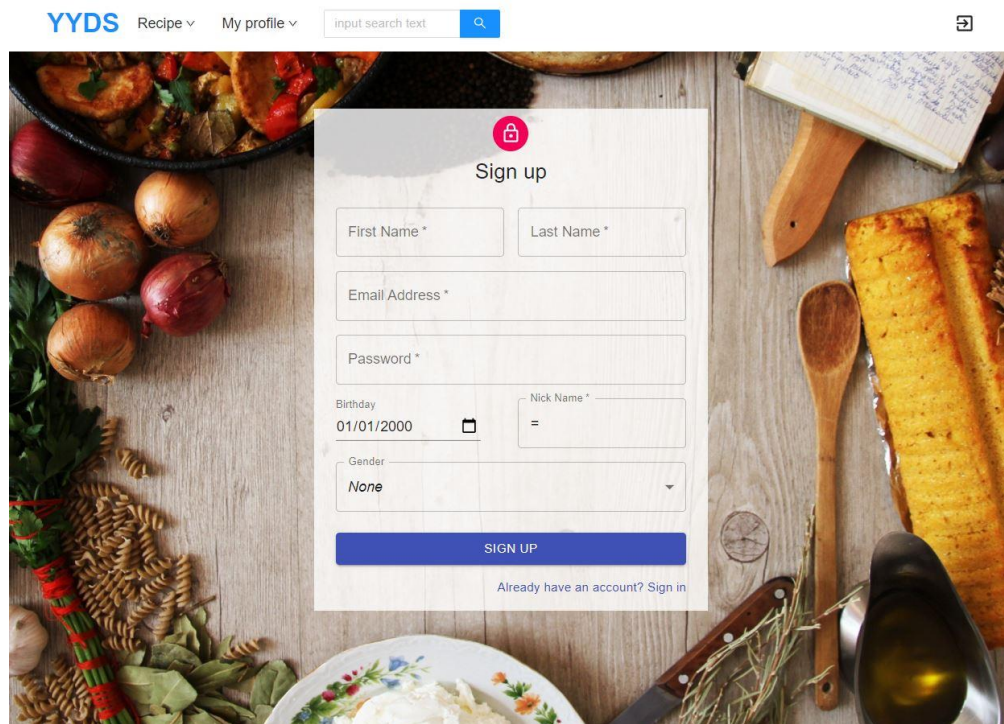 YYDS Recipe My profile input search text
Sign up
First Name * Last Name *
Email Address *
Password *
Birthday Nick Name *
01/01/2000 =
Gender
None
SIGN UP
Already have an account? Sign in